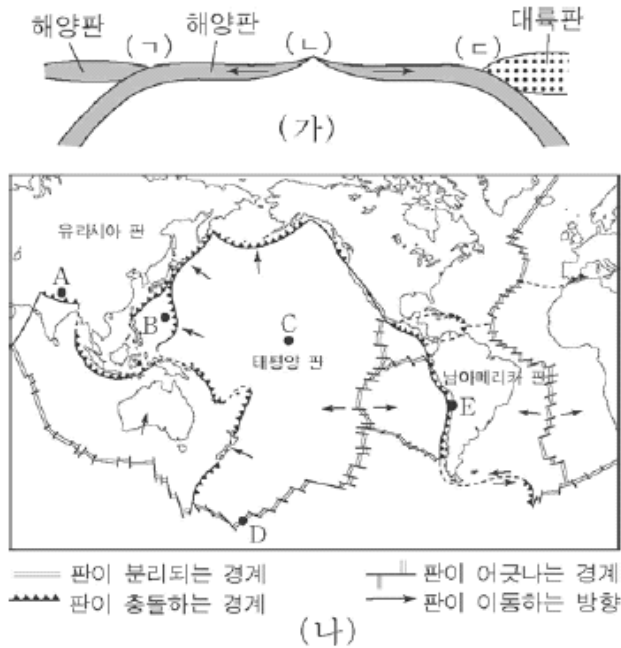 해양판 해양판 대륙판
(ㄱ) (ㄴ) (ㄷ)
(가)
유라시아 판
A
B
C
태평양 판
남아메리카 판
E
D
판이 분리되는 경계 판이 어긋나는 경계
판이 충돌하는 경계 판이 이동하는 방향
(나)